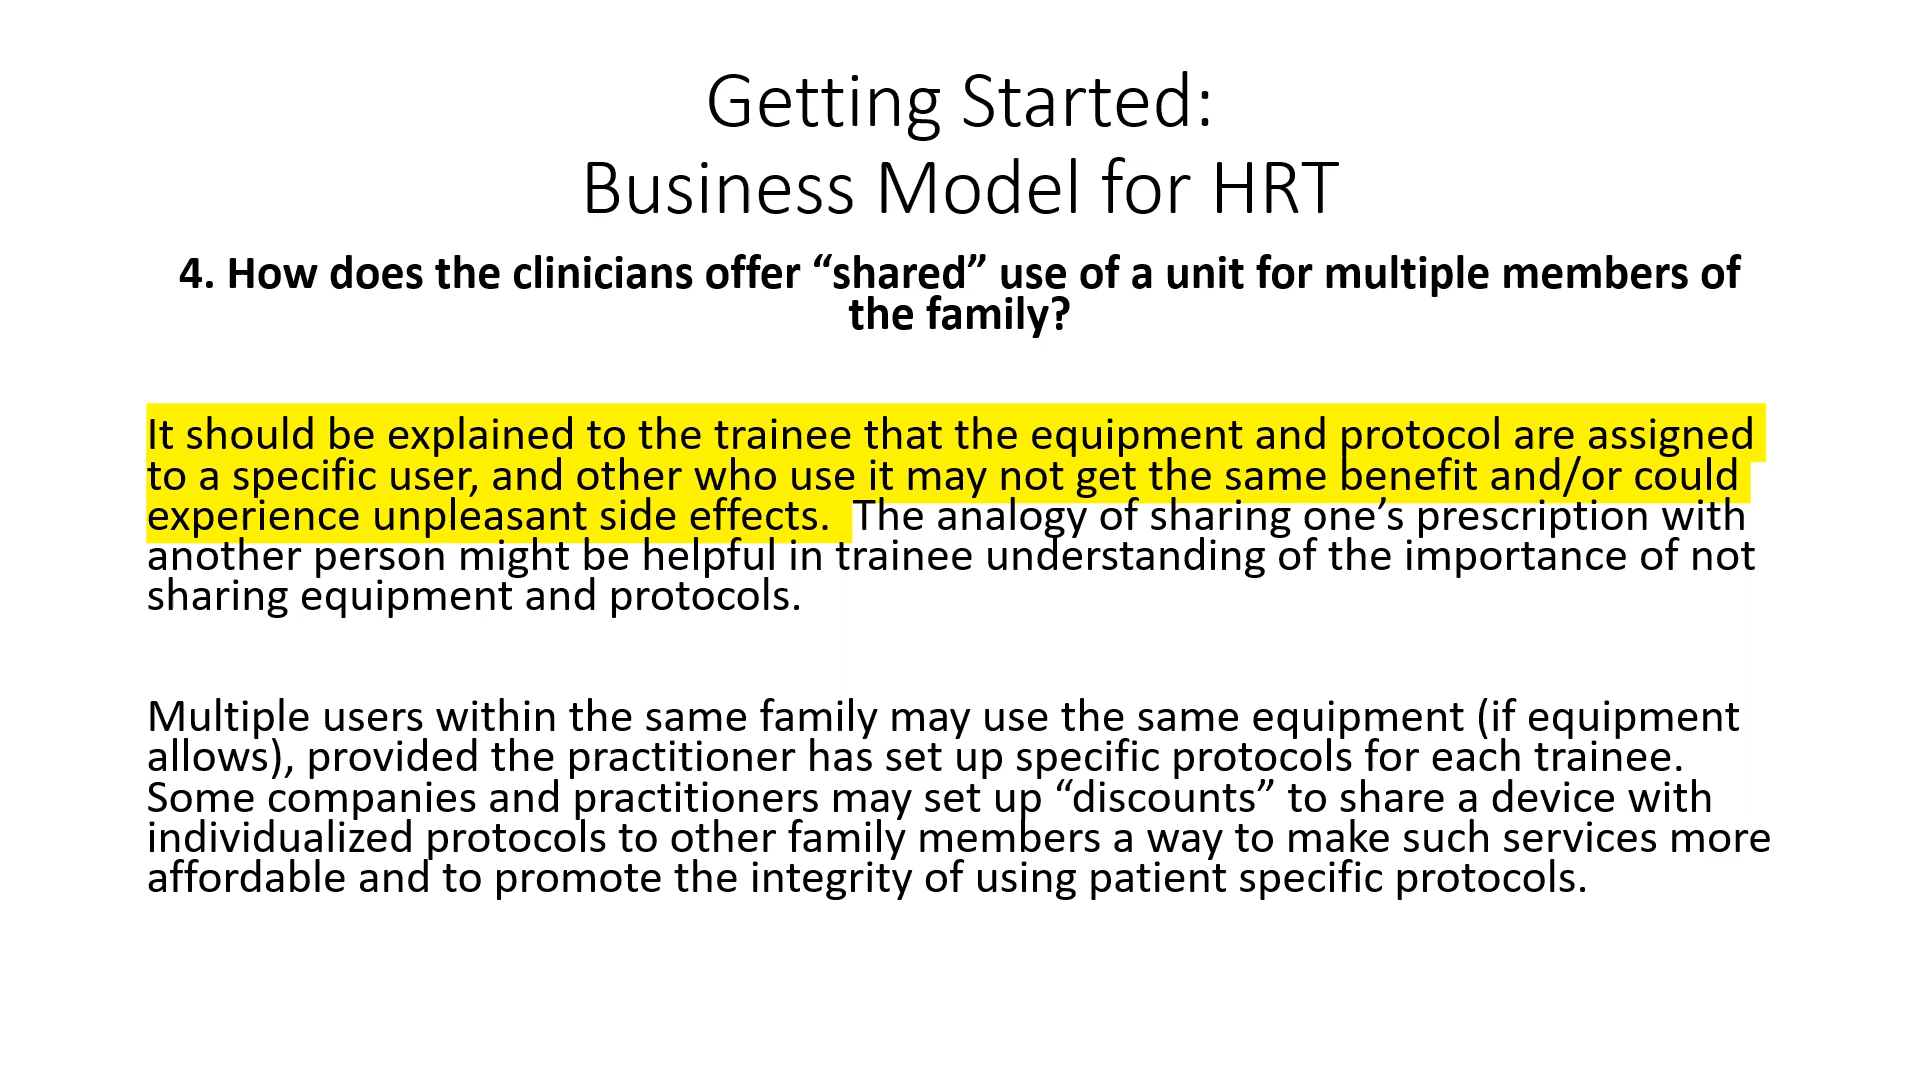 Getting Started:
Business Model for HRT
4. How does the clinicians offer “shared” use of a unit for multiple members of
the family?
It should be explained to the trainee that the equipment and protocol are assigned
to a specific user, and other who use it may not get the same benefit and/or could
experience unpleasant side effects.  The analogy of sharing one’s prescription with
another person might be helpful in trainee understanding of the importance of not
sharing equipment and protocols.
Multiple users within the same family may use the same equipment (if equipment
allows), provided the practitioner has set up specific protocols for each trainee.
Some companies and practitioners may set up “discounts” to share a device with
individualized protocols to other family members a way to make such services more
affordable and to promote the integrity of using patient specific protocols.